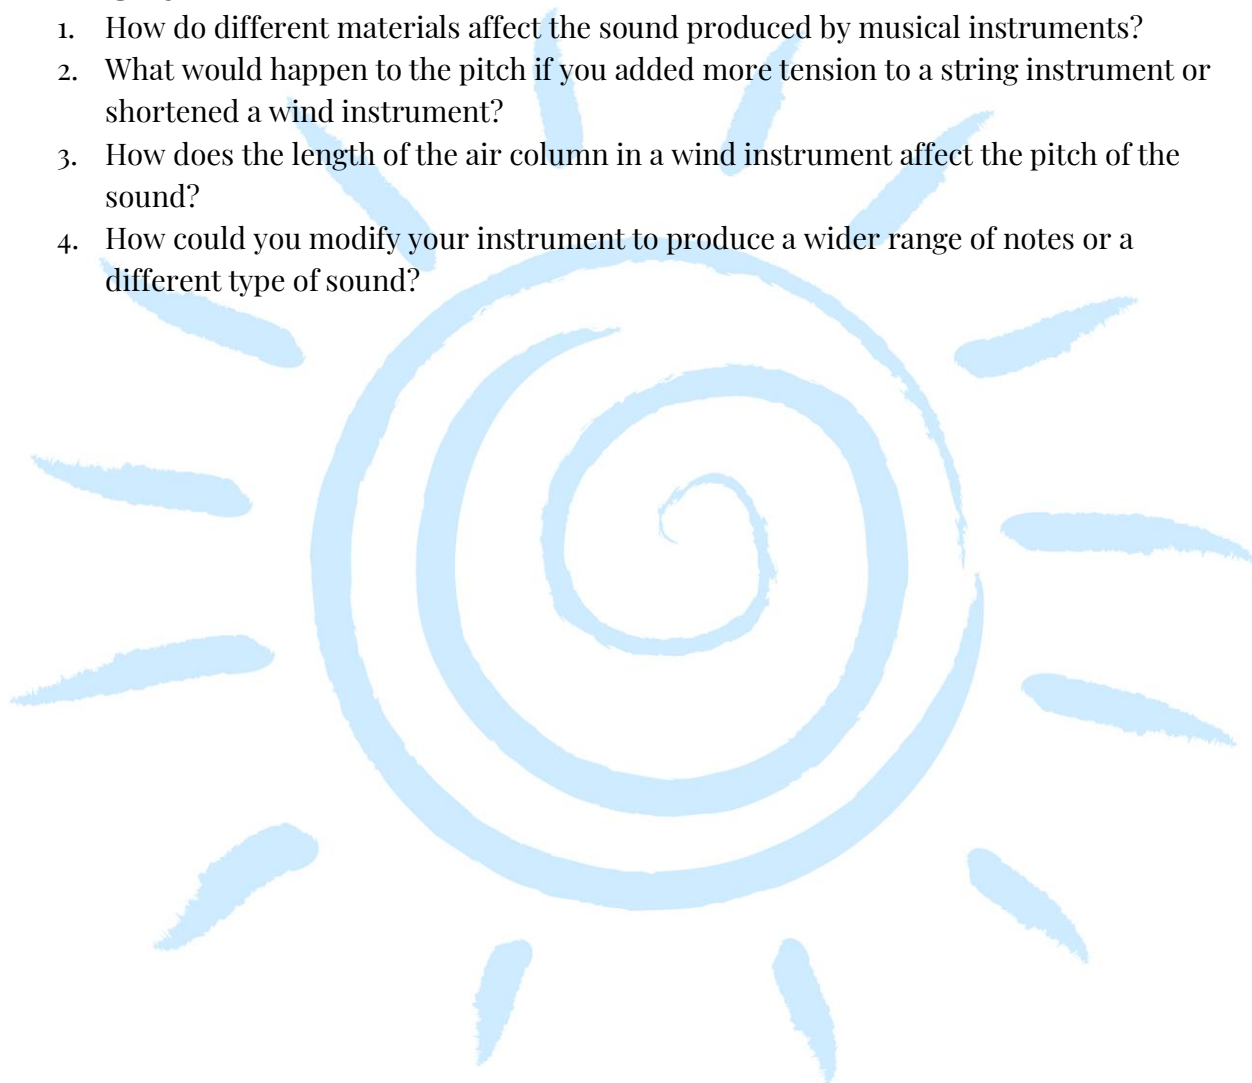 1. How do different materials affect the sound produced by musical instruments?
2. What would happen to the pitch if you added more tension to a string instrument or
shortened a wind instrument?
3. How does the length of the air column in a wind instrument affect the pitch of the
sound?
4. How could you modify your instrument to produce a wider range of notes or a
different type of sound?